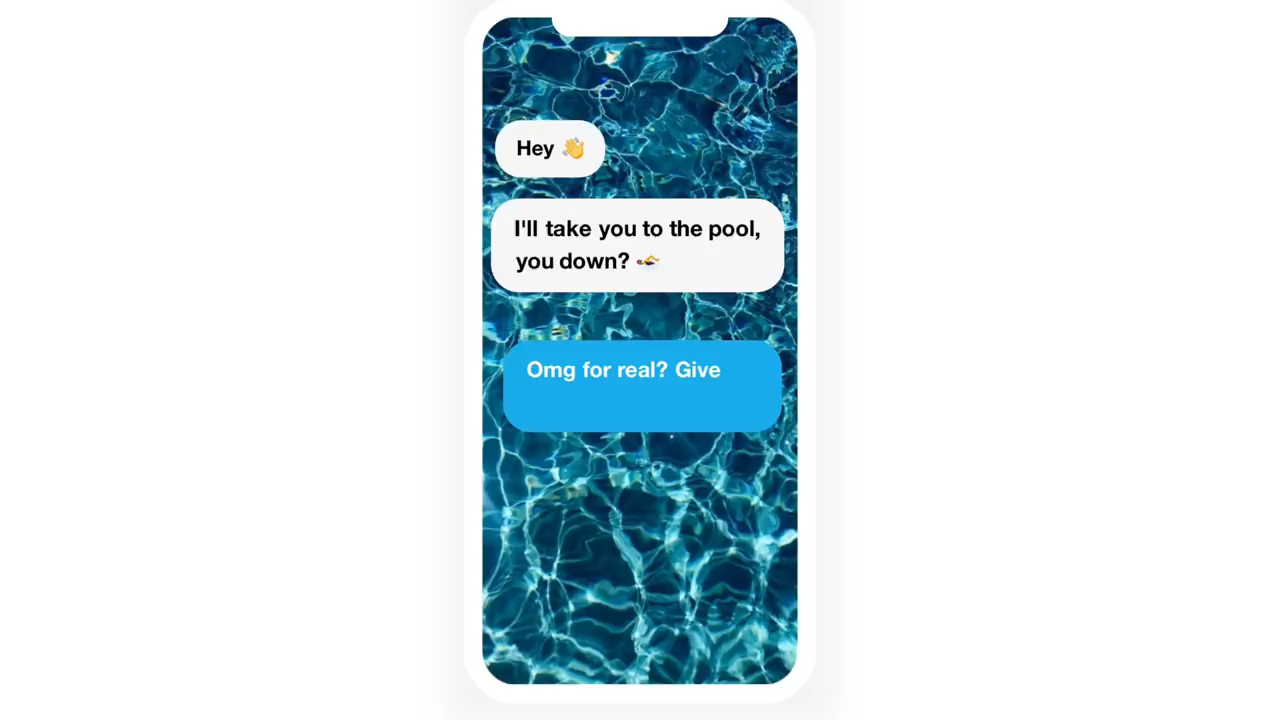 Hey 👋
I'll take you to the pool,
you down? 🏊
Omg for real? Give